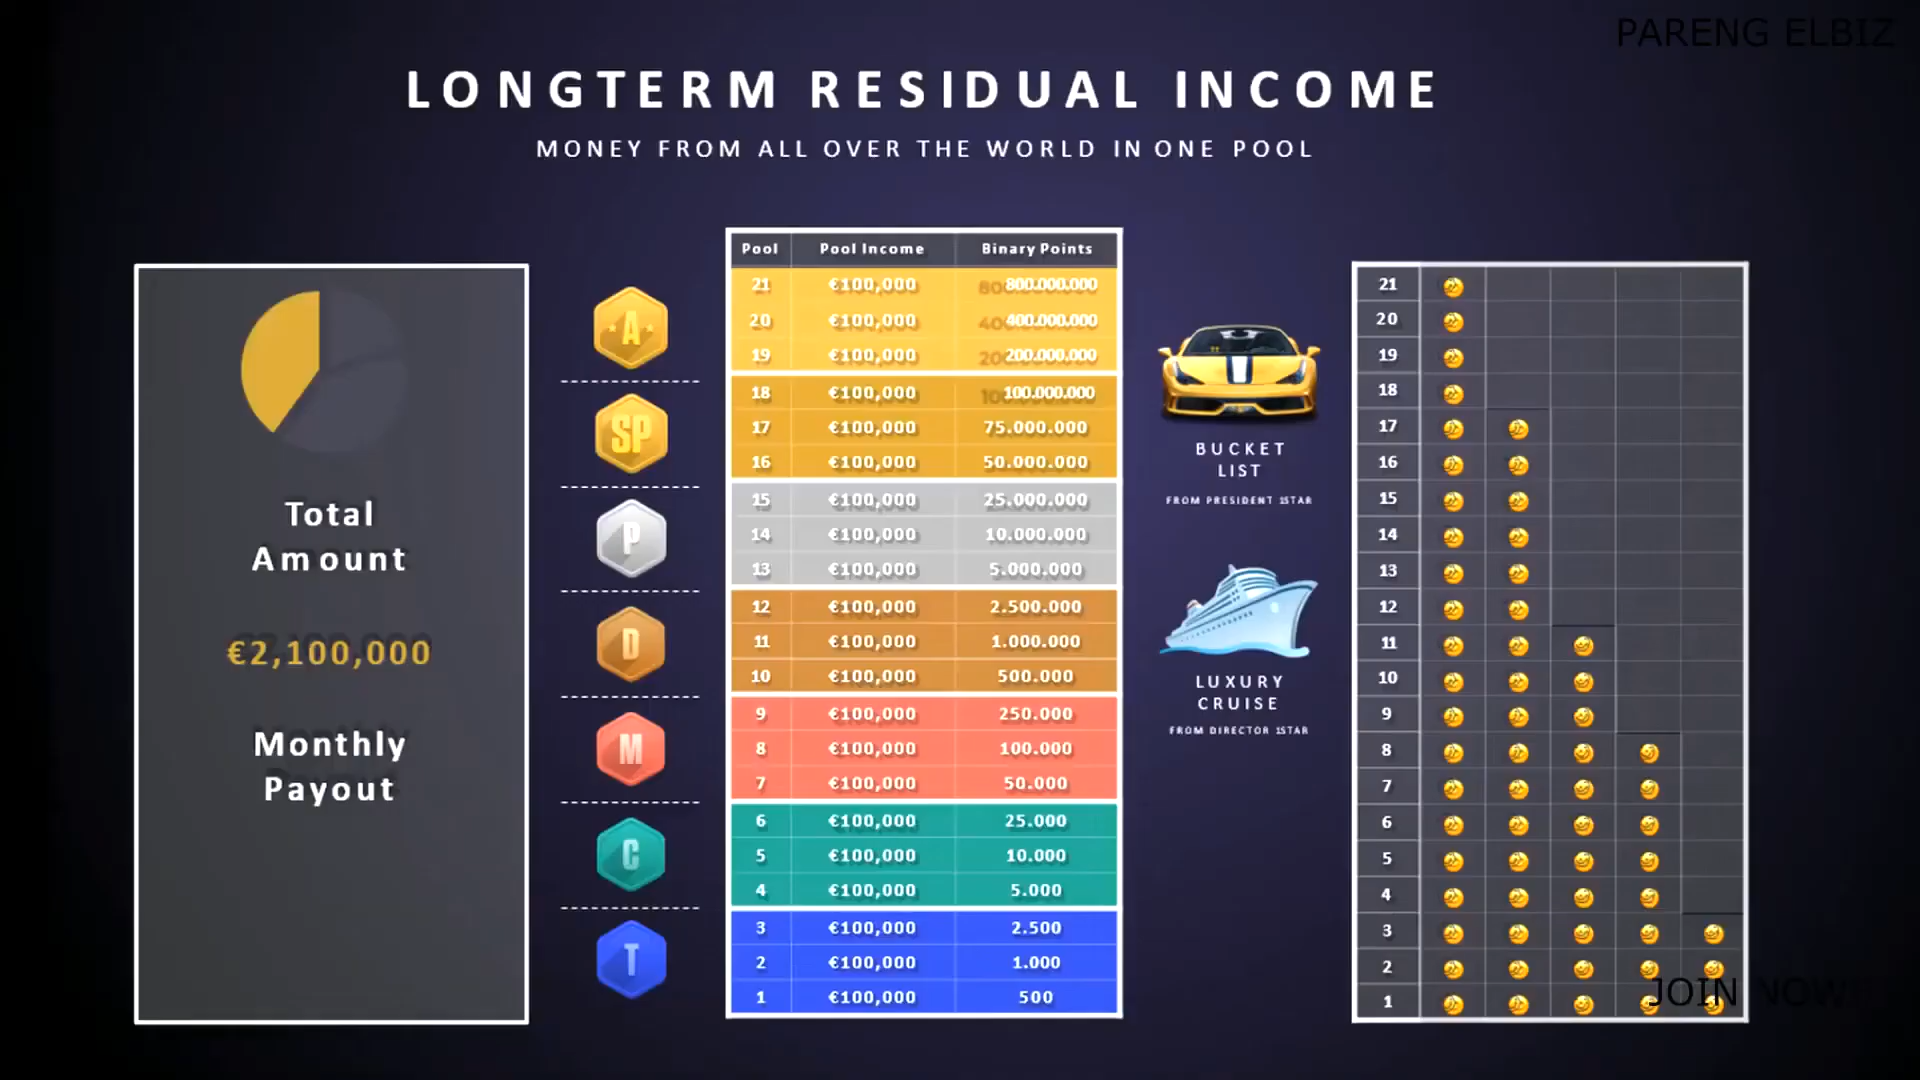 PARENG ELBIZ
LONGTERM RESIDUAL INCOME
MONEY FROM ALL OVER THE WORLD IN ONE POOL
Total
Amount
€2,100,000
Monthly
Payout
A
SP
P
D
M
C
T
Pool Pool Income Binary Points
21 €100,000 800.000.000
20 €100,000 400.000.000
19 €100,000 200.000.000
18 €100,000 100.000.000
17 €100,000 75.000.000
16 €100,000 50.000.000
15 €100,000 25.000.000
14 €100,000 10.000.000
13 €100,000 5.000.000
12 €100,000 2.500.000
11 €100,000 1.000.000
10 €100,000 500.000
9 €100,000 250.000
8 €100,000 100.000
7 €100,000 50.000
6 €100,000 25.000
5 €100,000 10.000
4 €100,000 5.000
3 €100,000 2.500
2 €100,000 1.000
1 €100,000 500
BUCKET
LIST
FROM PRESIDENT 1STAR
LUXURY
CRUISE
FROM DIRECTOR 1STAR
21
20
19
18
17
16
15
14
13
12
11
10
9
8
7
6
5
4
3
2
1
JOIN NOW